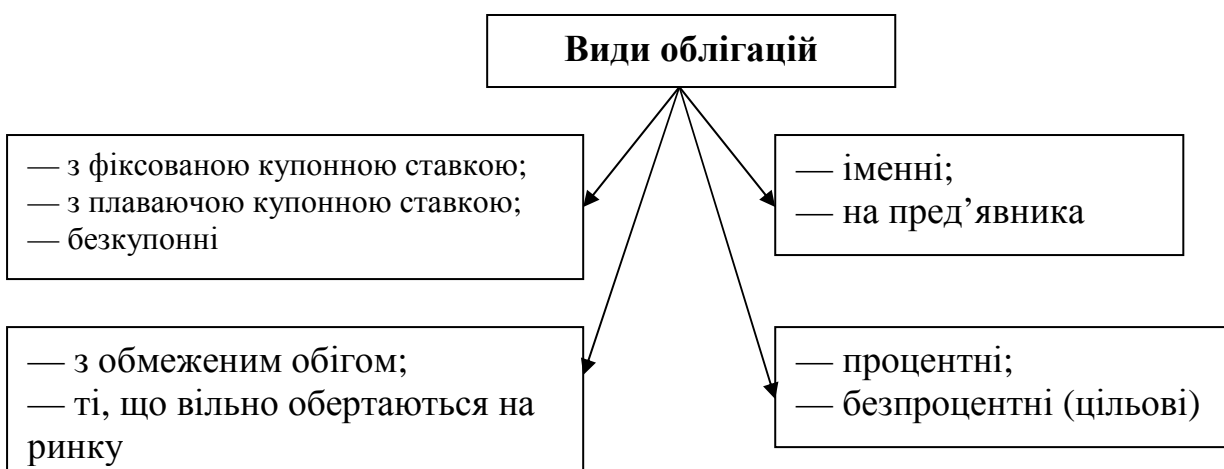 Види облігацій
— з фіксованою купонною ставкою;
— з плаваючою купонною ставкою;
— безкупонні
— іменні;
— на пред’явника
— з обмеженим обігом;
— ті, що вільно обертаються на
ринку
— процентні;
— безпроцентні (цільові)